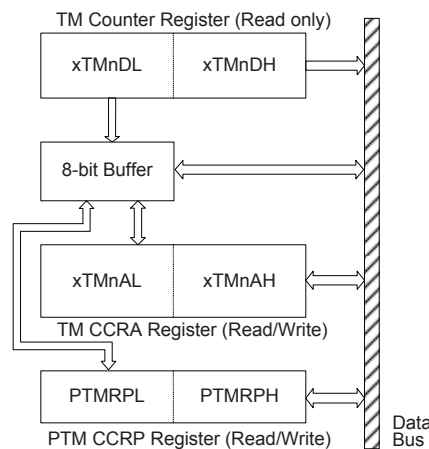 TM Counter Register (Read only)
xTMnDL xTMnDH
8-bit Buffer
xTMnAL xTMnAH
TM CCRA Register (Read/Write)
PTMRPL PTMRPH
PTM CCRP Register (Read/Write)
Data
Bus